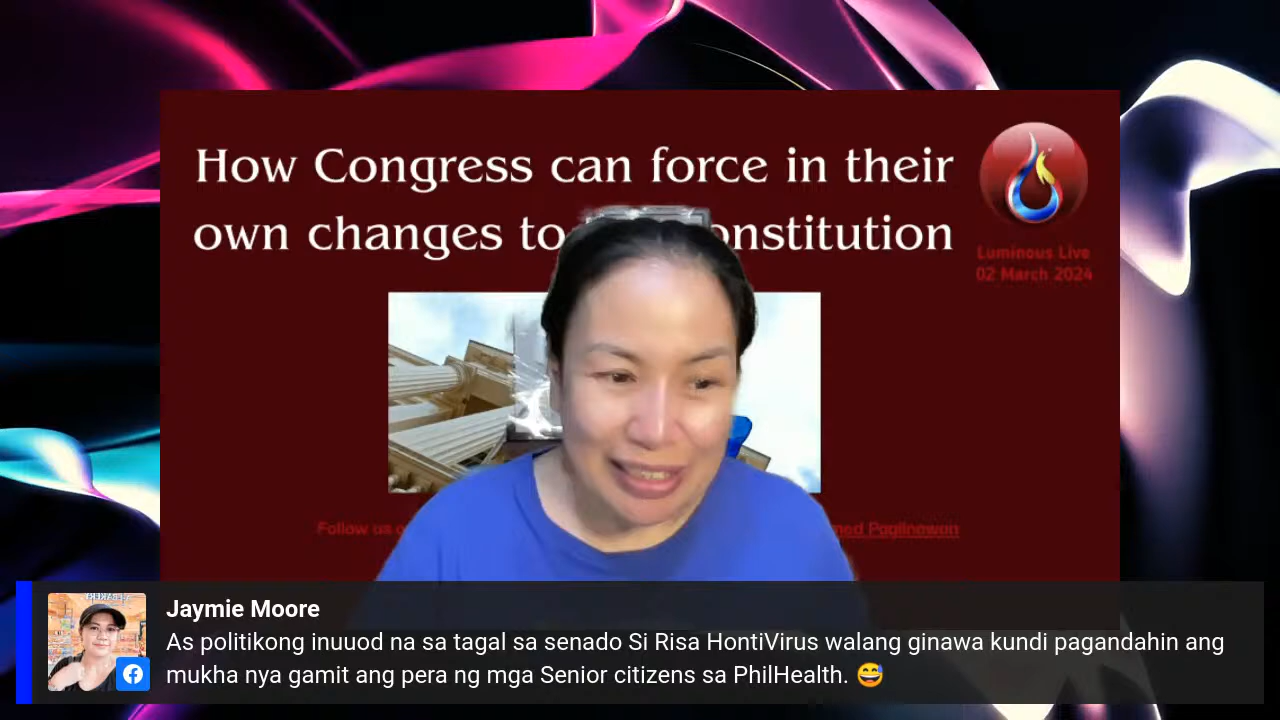 How Congress can force in their
own changes to onstitution
Luminous Live
02 March 2024
Follow us
Paglinawan
Jaymie Moore
As politikong inuuod na sa tagal sa senado Si Risa HontiVirus walang ginawa kundi pagandahin ang
mukha nya gamit ang pera ng mga Senior citizens sa PhilHealth. 😅